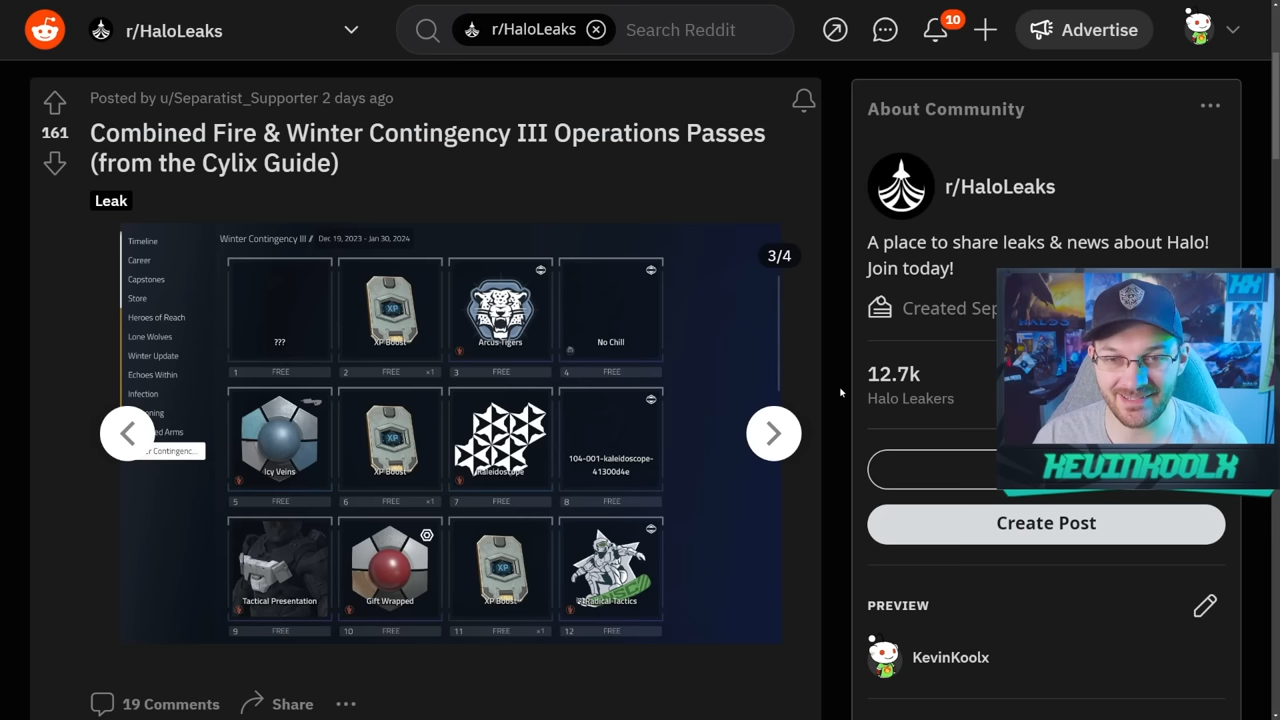 r/HaloLeaks
r/HaloLeaks
Search Reddit
10
Advertise
Posted by u/Separatist_Supporter 2 days ago
161
Combined Fire & Winter Contingency III Operations Passes
(from the Cylix Guide)
Leak
3/4
Timeline
Career
Capstones
Store
Heroes of Reach
Lone Wolves
Winter Update
Echoes Within
Infection
Winter Contingency III // Dec 19, 2023 - Jan 30, 2024
???
XP Boost
Arcus Tigers
No Chill
1 FREE
2 FREE ×1
3 FREE
4 FREE
Icy Veins
XP Boost
Kaleidoscope
104-001-kaleidoscope-
41300d4e
5 FREE
6 FREE ×1
7 FREE
8 FREE
Tactical Presentation
Gift Wrapped
XP Boost
Radical Tactics
9 FREE
10 FREE
11 FREE ×1
12 FREE
19 Comments
Share
About Community
r/HaloLeaks
A place to share leaks & news about Halo!
Join today!
Created Sep
12.7k
Halo Leakers
KEVINKOOLX
Create Post
PREVIEW
KevinKoolx